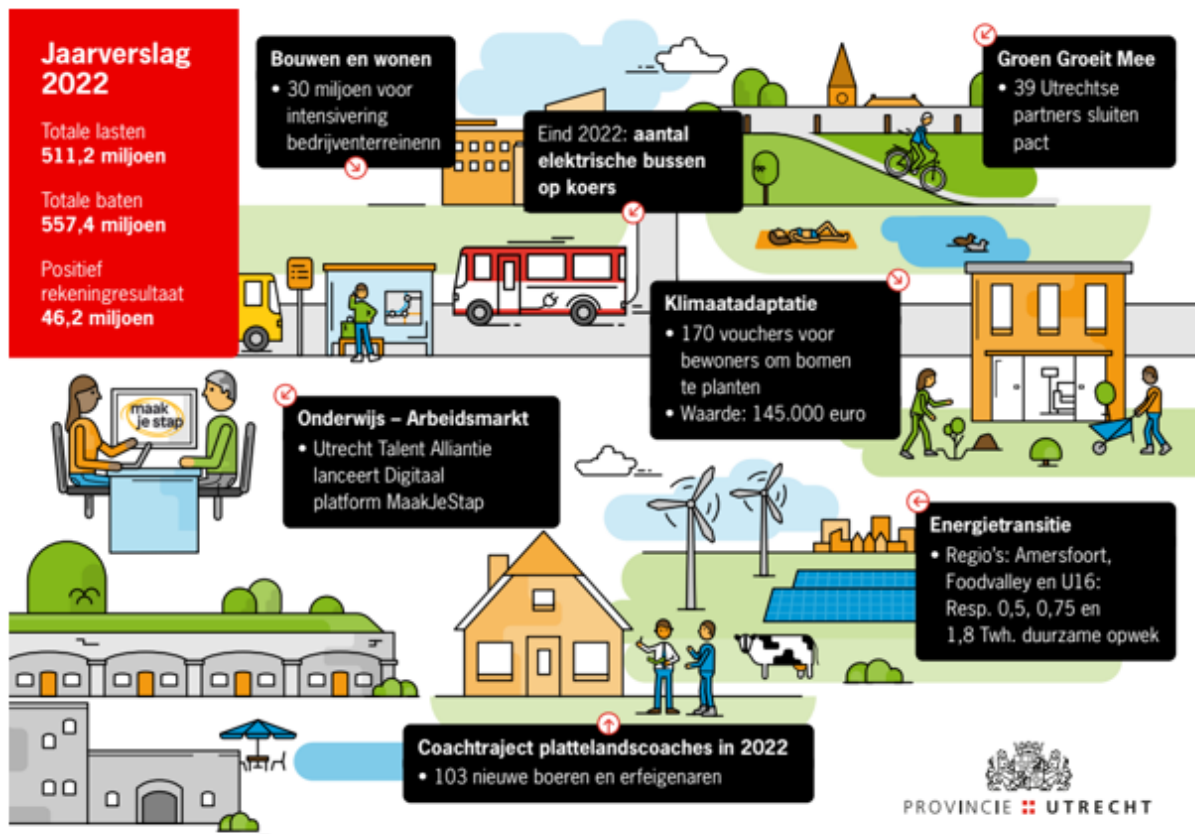 Jaarverslag
2022
Totale lasten
511,2 miljoen
Totale baten
557,4 miljoen
Positief
rekeningresultaat
46,2 miljoen
Bouwen en wonen
• 30 miljoen voor
intensivering
bedrijventerreinenn
Eind 2022: aantal
elektrische bussen
op koers
Groen Groeit Mee
• 39 Utrechtse
partners sluiten
pact
Klimaatadaptatie
• 170 vouchers voor
bewoners om bomen
te planten
• Waarde: 145.000 euro
maak
je stap
Onderwijs – Arbeidsmarkt
• Utrecht Talent Alliantie
lanceert Digitaal
platform MaakJeStap
Energietransitie
• Regio's: Amersfoort,
Foodvalley en U16:
Resp. 0,5, 0,75 en
1,8 Twh. duurzame opwek
Coachtraject plattelandscoaches in 2022
• 103 nieuwe boeren en erfeigenaren
PROVINCIE UTRECHT